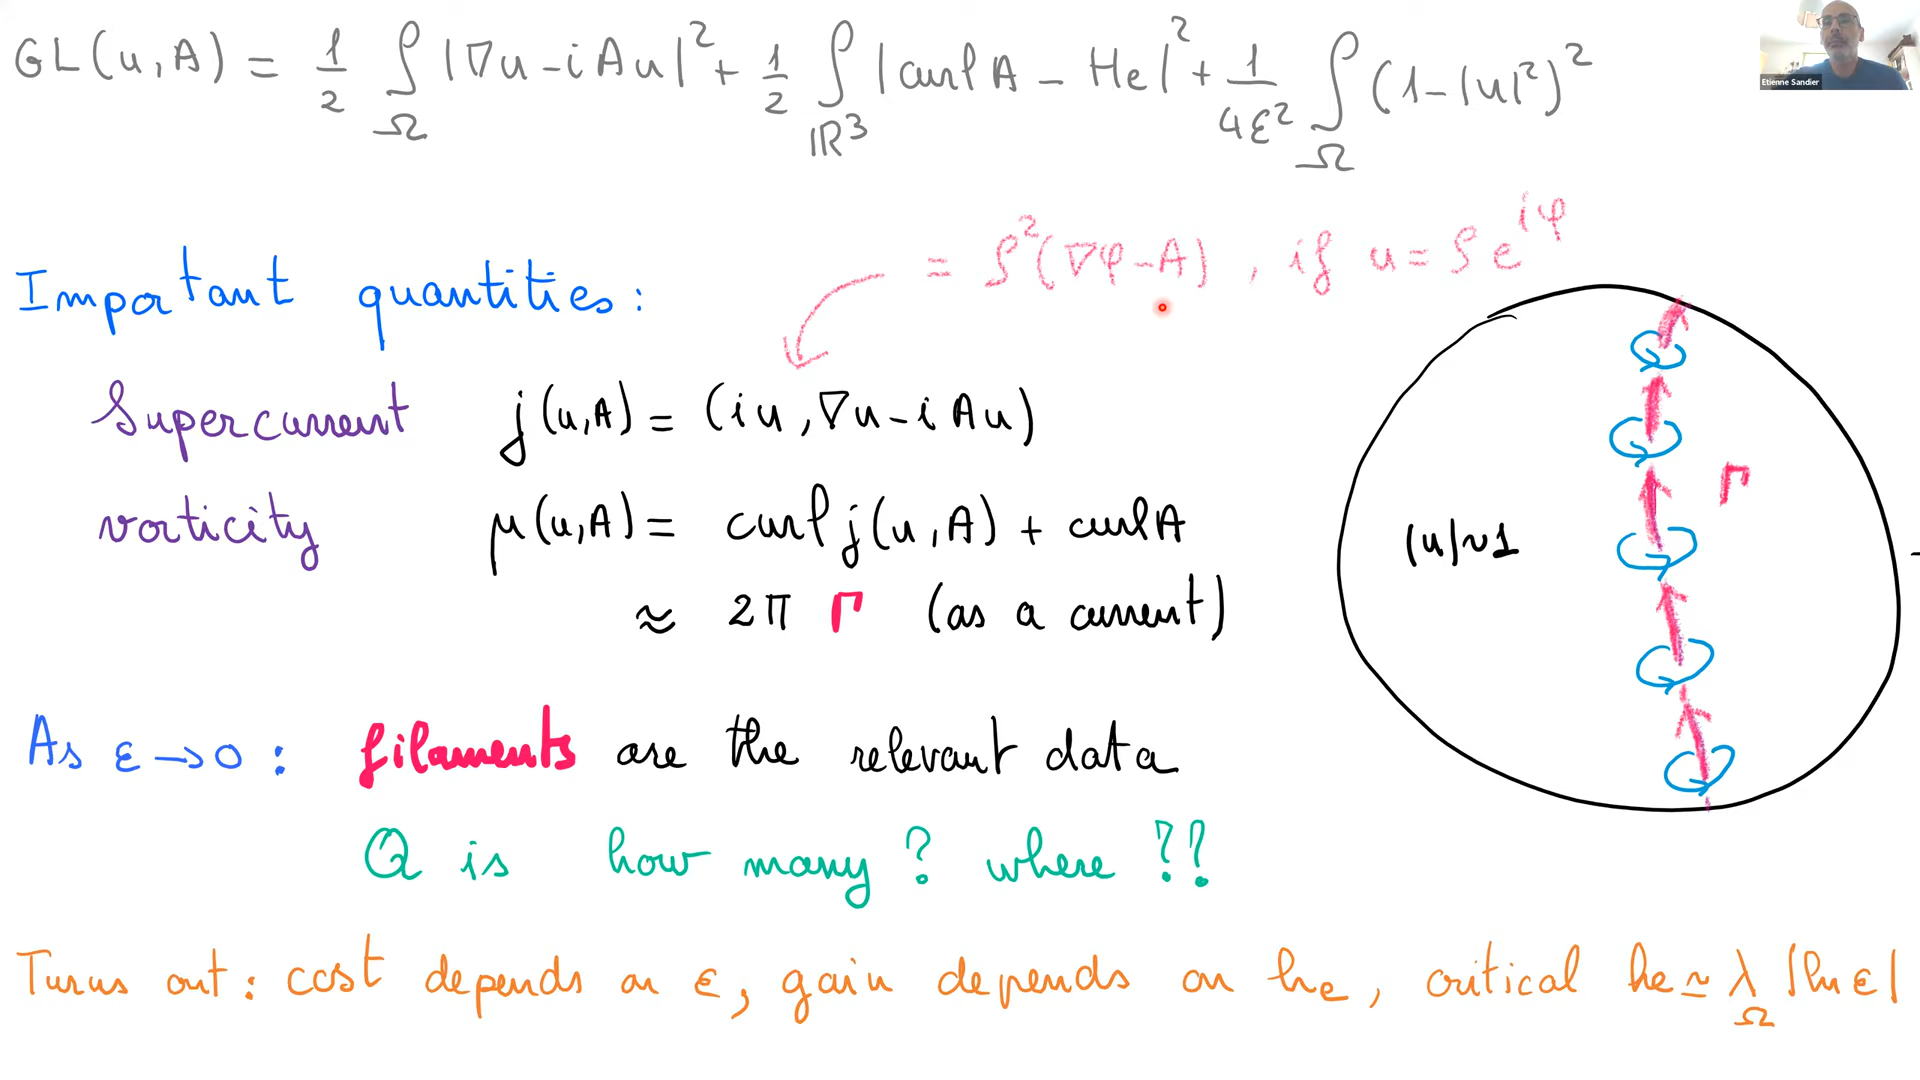 GL(u,A) = 1/2 ∫_Ω |∇u - iAu|² + 1/2 ∫_ℝ³ |curl A - He|² + 1/4ε² ∫_Ω (1-|u|²)²
Etienne Sandier
= ρ²(∇φ-A), if u = ρe^{iφ}
Important quantities:
Supercurrent j(u,A) = (iu, ∇u - iAu)
vorticity μ(u,A) = curl j(u,A) + curl A
≈ 2π Γ (as a current)
|u|~1
Γ
As ε → 0 : filaments are the relevant data
Q is how many ? where ??
Turns out : cost depends on ε, gain depends on he, critical he ≃ λ_Ω |ln ε|